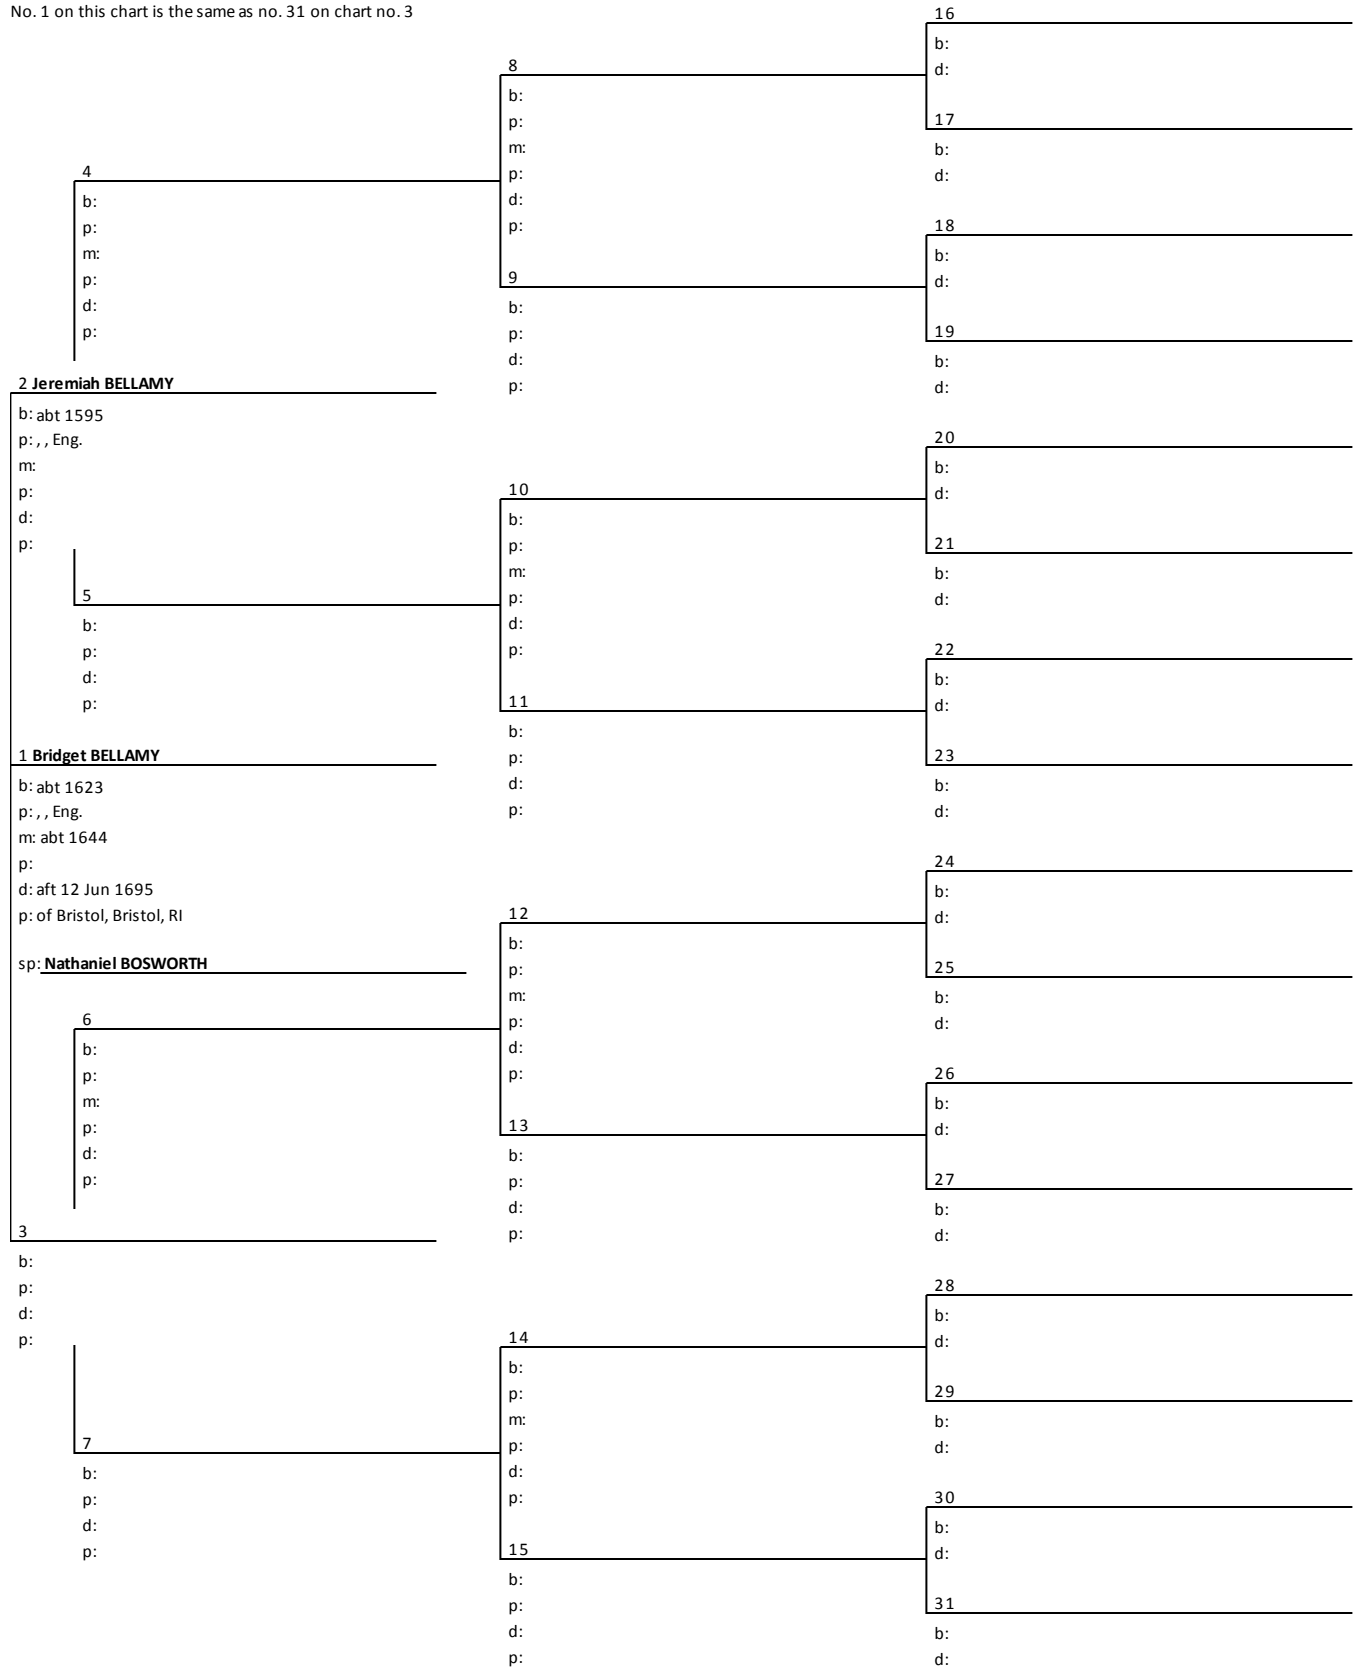 No. 1 on this chart is the same as no. 31 on chart no. 3
2 Jeremiah BELLAMY
b: abt 1595
p: , , Eng.
m:
p:
d:
p:
1 Bridget BELLAMY
b: abt 1623
p: , , Eng.
m: abt 1644
p:
d: aft 12 Jun 1695
p: of Bristol, Bristol, RI
sp: Nathaniel BOSWORTH
3
b:
p:
d:
p:
4
b:
p:
m:
p:
d:
p:
5
b:
p:
d:
p:
6
b:
p:
m:
p:
d:
p:
7
b:
p:
d:
p:
8
b:
p:
m:
p:
d:
p:
9
b:
p:
d:
p:
10
b:
p:
m:
p:
d:
p:
11
b:
p:
d:
p:
12
b:
p:
m:
p:
d:
p:
13
b:
p:
d:
p:
14
b:
p:
m:
p:
d:
p:
15
b:
p:
d:
p:
16
b:
d:
17
b:
d:
18
b:
d:
19
b:
d:
20
b:
d:
21
b:
d:
22
b:
d:
23
b:
d:
24
b:
d:
25
b:
d:
26
b:
d:
27
b:
d:
28
b:
d:
29
b:
d:
30
b:
d:
31
b:
d: